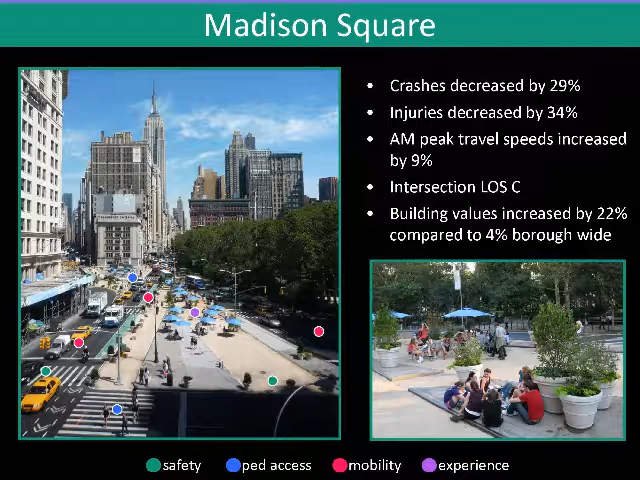 Madison Square
• Crashes decreased by 29%
• Injuries decreased by 34%
• AM peak travel speeds increased
by 9%
• Intersection LOS C
• Building values increased by 22%
compared to 4% borough wide
safety ped access mobility experience